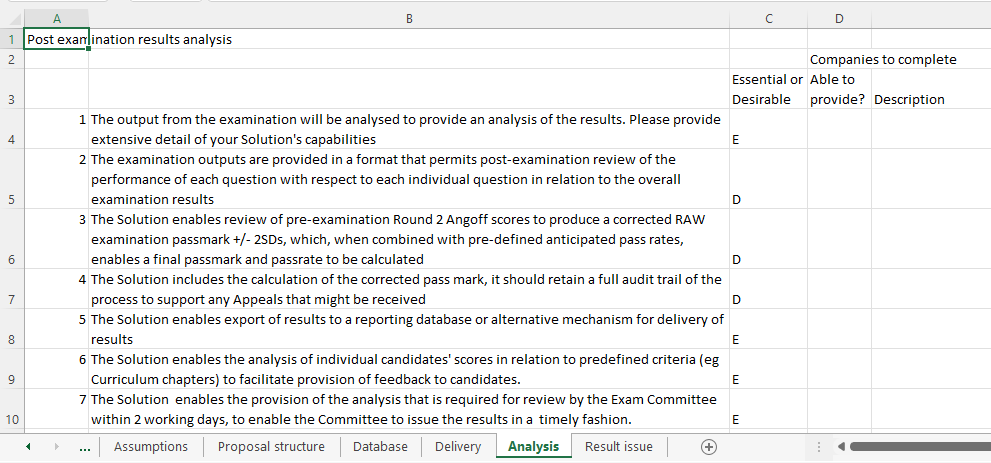 A B C D
1 Post examination results analysis
2 Companies to complete
Essential or Able to
3 Desirable provide? Description
1 The output from the examination will be analysed to provide an analysis of the results. Please provide
4 extensive detail of your Solution's capabilities E
2 The examination outputs are provided in a format that permits post-examination review of the
performance of each question with respect to each individual question in relation to the overall
5 examination results D
3 The Solution enables review of pre-examination Round 2 Angoff scores to produce a corrected RAW
examination passmark +/- 2SDs, which, when combined with pre-defined anticipated pass rates,
6 enables a final passmark and passrate to be calculated D
4 The Solution includes the calculation of the corrected pass mark, it should retain a full audit trail of the
7 process to support any Appeals that might be received D
5 The Solution enables export of results to a reporting database or alternative mechanism for delivery of
8 results E
6 The Solution enables the analysis of individual candidates' scores in relation to predefined criteria (eg
9 Curriculum chapters) to facilitate provision of feedback to candidates. E
7 The Solution  enables the provision of the analysis that is required for review by the Exam Committee
10 within 2 working days, to enable the Committee to issue the results in a  timely fashion. E
... Assumptions Proposal structure Database Delivery Analysis Result issue